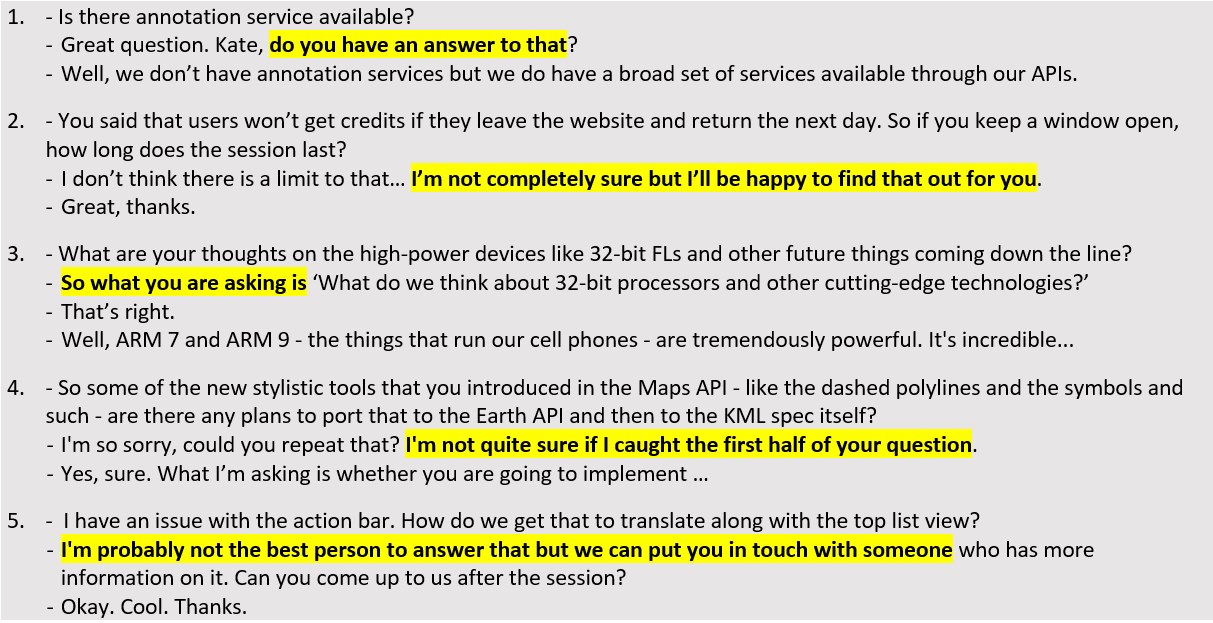 1. - Is there annotation service available?
- Great question. Kate, do you have an answer to that?
- Well, we don’t have annotation services but we do have a broad set of services available through our APIs.
2. - You said that users won’t get credits if they leave the website and return the next day. So if you keep a window open,
how long does the session last?
- I don’t think there is a limit to that… I’m not completely sure but I’ll be happy to find that out for you.
- Great, thanks.
3. - What are your thoughts on the high-power devices like 32-bit FLs and other future things coming down the line?
- So what you are asking is ‘What do we think about 32-bit processors and other cutting-edge technologies?’
- That’s right.
- Well, ARM 7 and ARM 9 - the things that run our cell phones - are tremendously powerful. It's incredible...
4. - So some of the new stylistic tools that you introduced in the Maps API - like the dashed polylines and the symbols and
such - are there any plans to port that to the Earth API and then to the KML spec itself?
- I'm so sorry, could you repeat that? I'm not quite sure if I caught the first half of your question.
- Yes, sure. What I’m asking is whether you are going to implement …
5. - I have an issue with the action bar. How do we get that to translate along with the top list view?
- I'm probably not the best person to answer that but we can put you in touch with someone who has more
information on it. Can you come up to us after the session?
- Okay. Cool. Thanks.